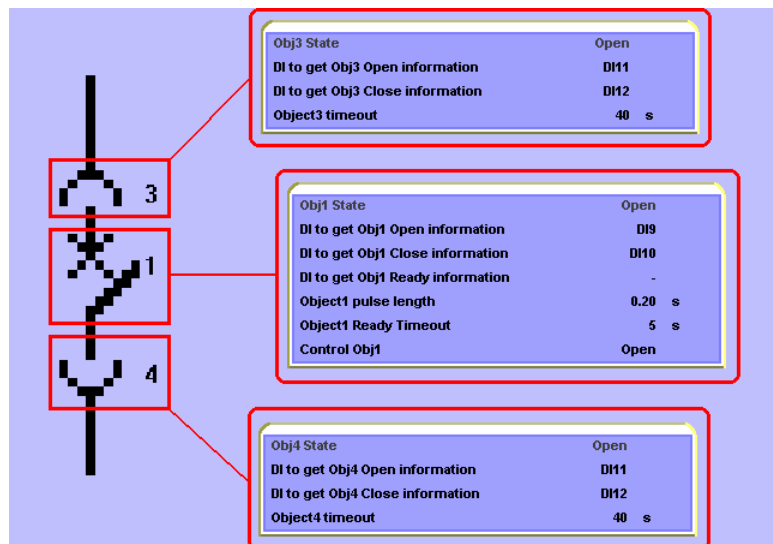 Obj3 State Open
DI to get Obj3 Open information DI11
DI to get Obj3 Close information DI12
Object3 timeout 40 s
3
Obj1 State Open
DI to get Obj1 Open information DI9
DI to get Obj1 Close information DI10
DI to get Obj1 Ready information -
Object1 pulse length 0.20 s
Object1 Ready Timeout 5 s
Control Obj1 Open
1
4
Obj4 State Open
DI to get Obj4 Open information DI11
DI to get Obj4 Close information DI12
Object4 timeout 40 s